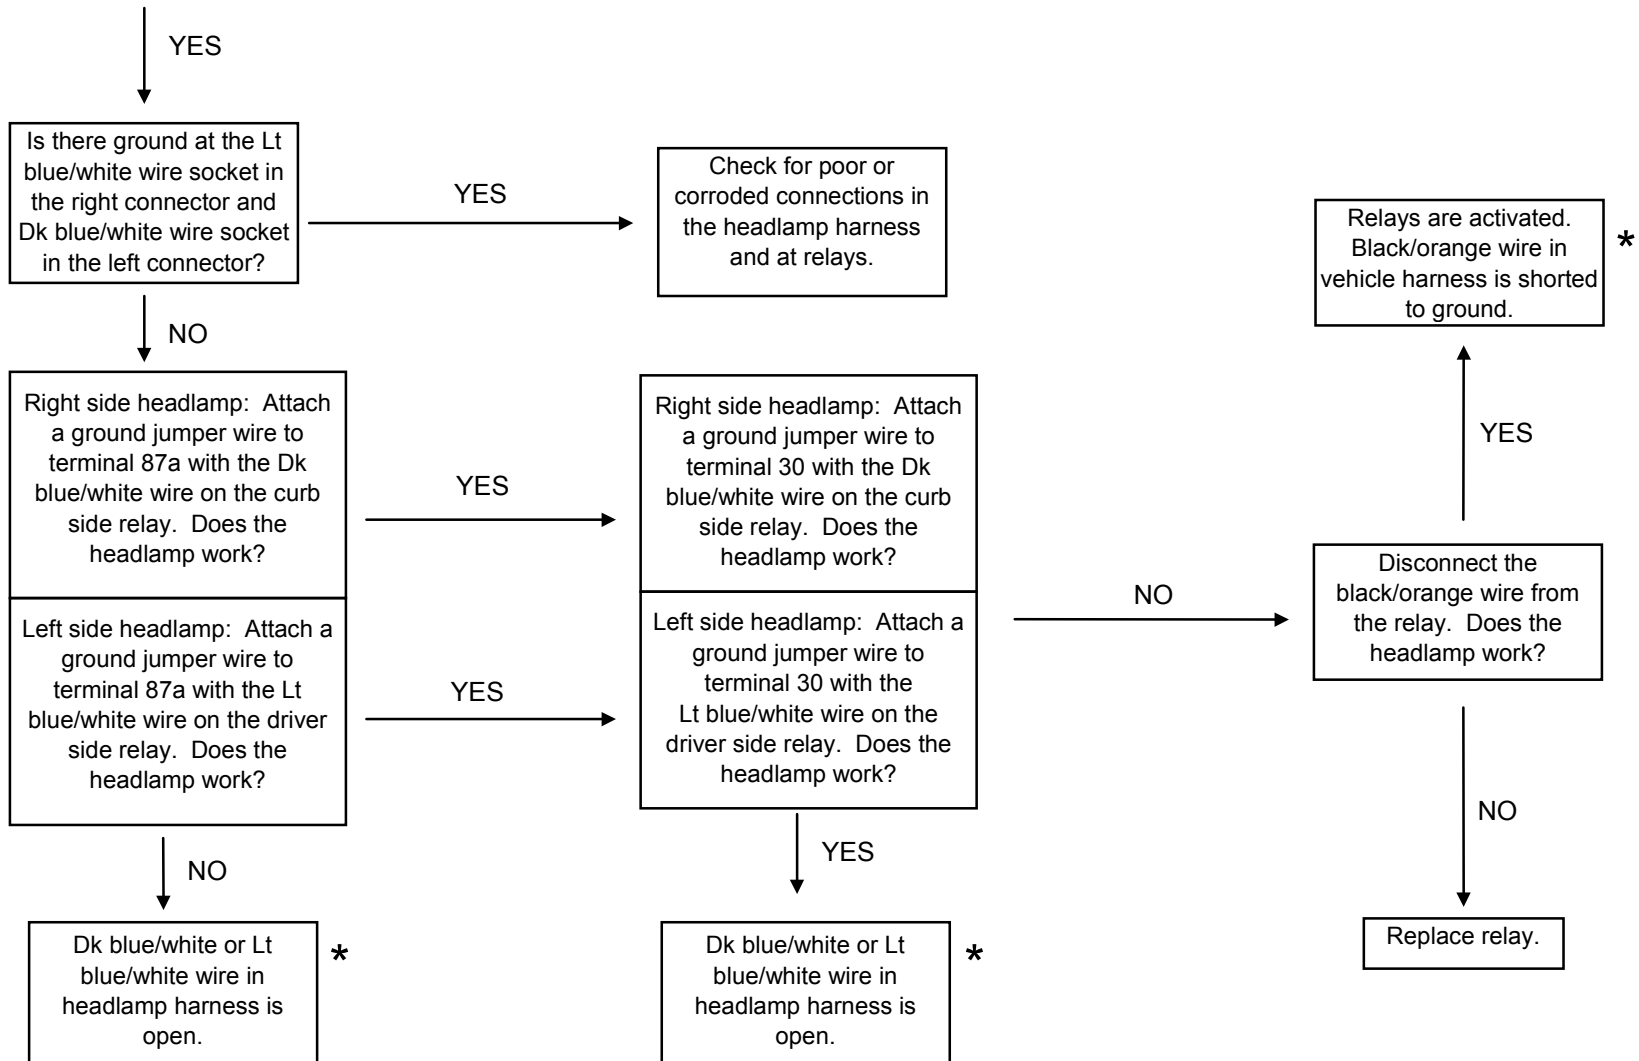 YES
Is there ground at the Lt
blue/white wire socket in
the right connector and
Dk blue/white wire socket
in the left connector?
YES
Check for poor or
corroded connections in
the headlamp harness
and at relays.
Relays are activated.
Black/orange wire in
vehicle harness is shorted
to ground.
*
NO
YES
Right side headlamp: Attach
a ground jumper wire to
terminal 87a with the Dk
blue/white wire on the curb
side relay. Does the
headlamp work?
YES
Right side headlamp: Attach
a ground jumper wire to
terminal 30 with the Dk
blue/white wire on the curb
side relay. Does the
headlamp work?
Left side headlamp: Attach a
ground jumper wire to
terminal 87a with the Lt
blue/white wire on the driver
side relay. Does the
headlamp work?
YES
Left side headlamp: Attach a
ground jumper wire to
terminal 30 with the
Lt blue/white wire on the
driver side relay. Does the
headlamp work?
NO
Disconnect the
black/orange wire from
the relay. Does the
headlamp work?
NO
YES
NO
Dk blue/white or Lt
blue/white wire in
headlamp harness is
open.
*
Dk blue/white or Lt
blue/white wire in
headlamp harness is
open.
*
Replace relay.